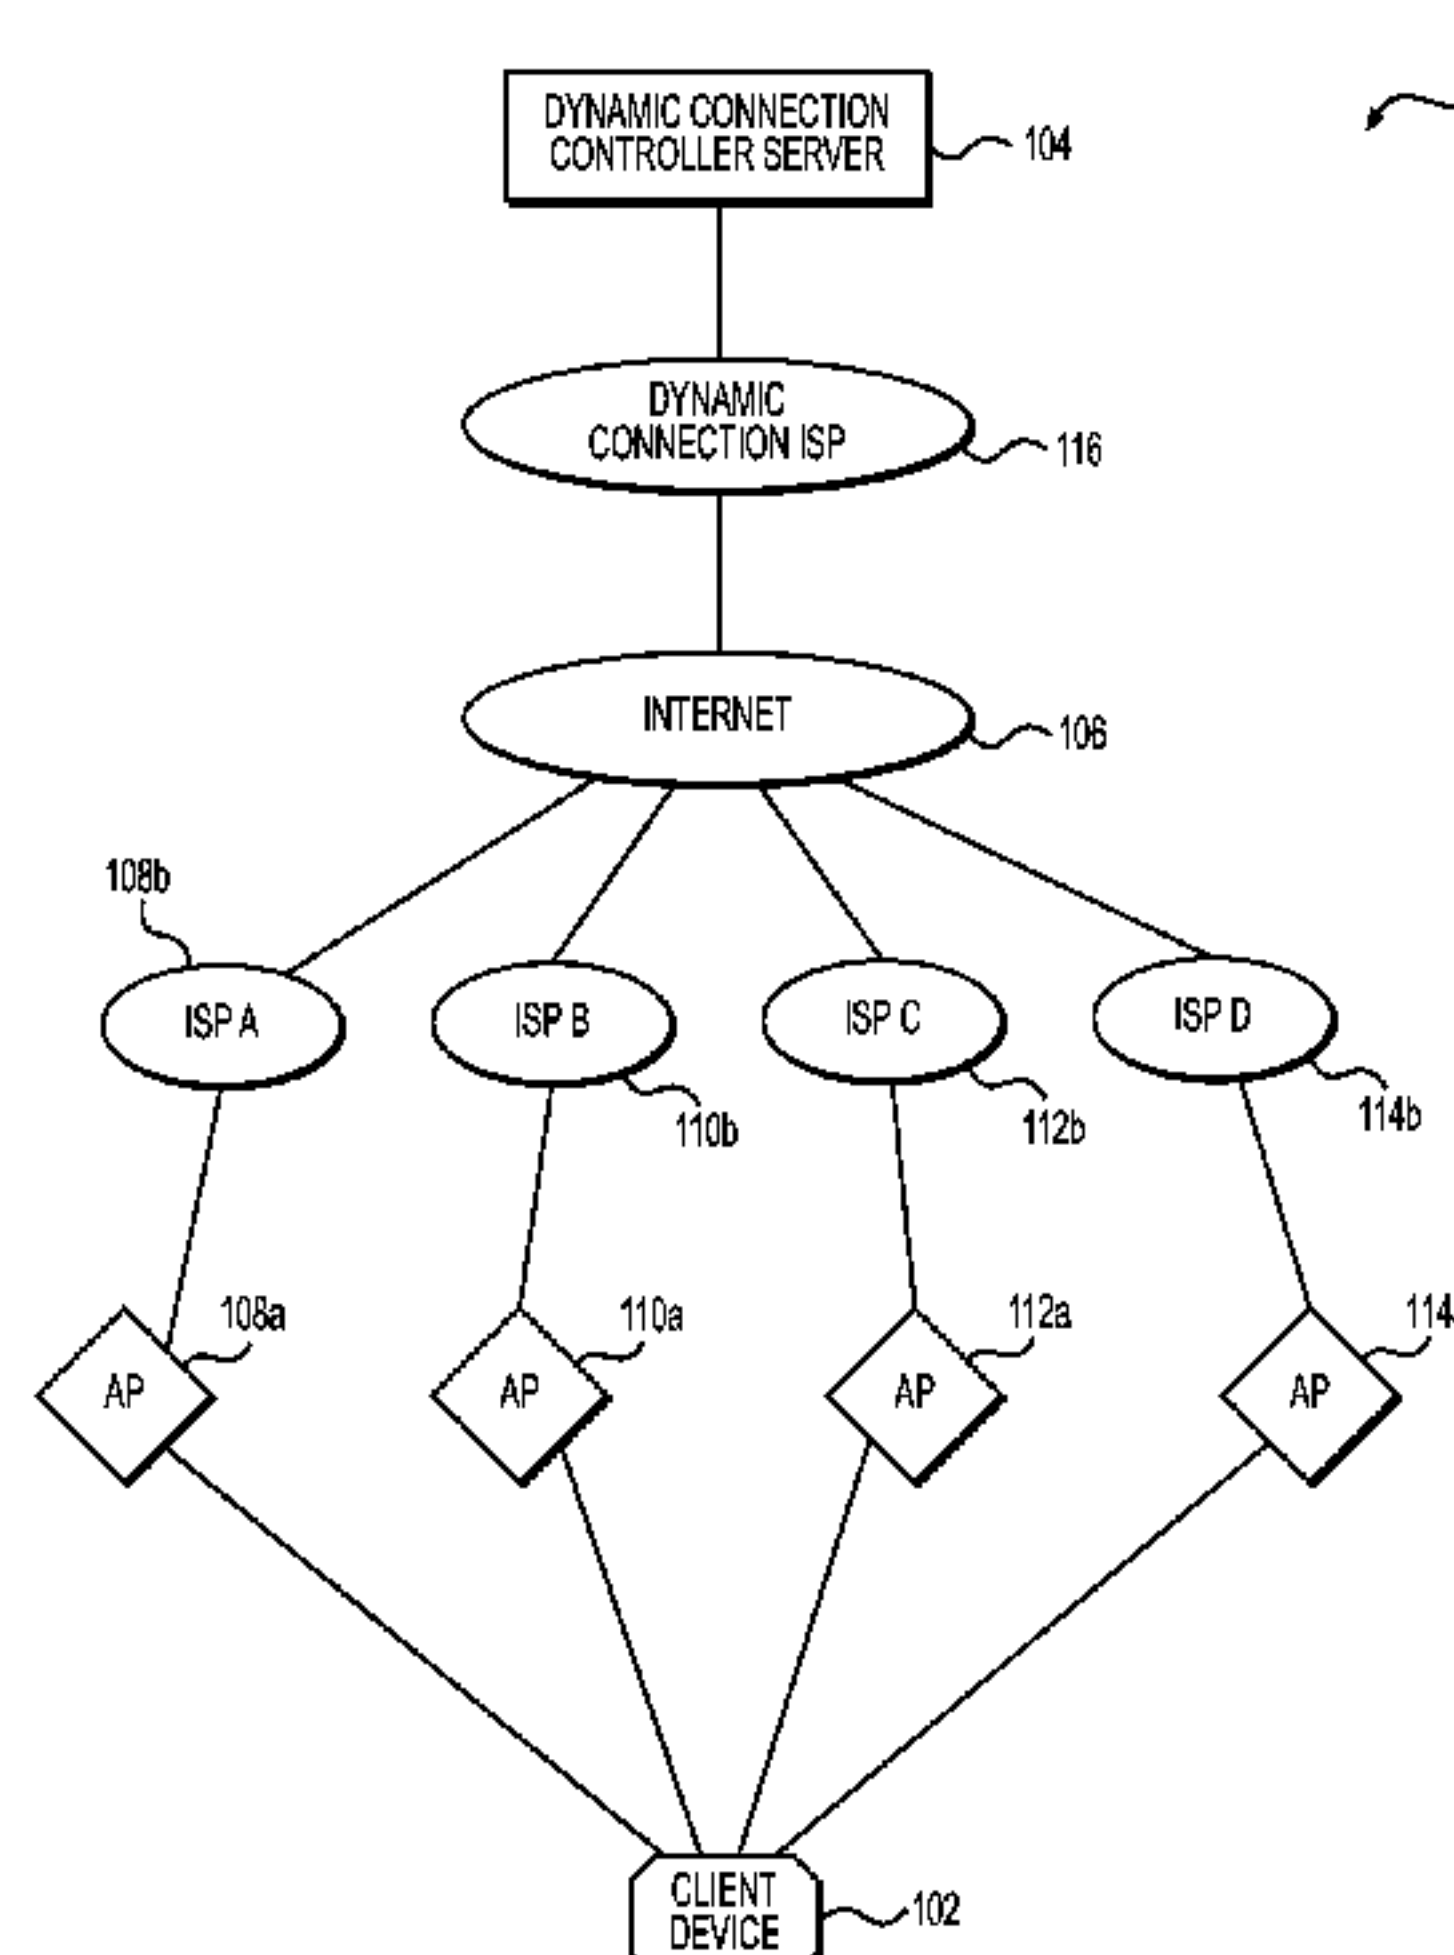 DYNAMIC CONNECTION
CONTROLLER SERVER
104
DYNAMIC
CONNECTION ISP
116
INTERNET
106
108b
ISP A
ISP B
ISP C
ISP D
110b
112b
114b
108a
110a
112a
114
AP
AP
AP
AP
CLIENT
DEVICE
102